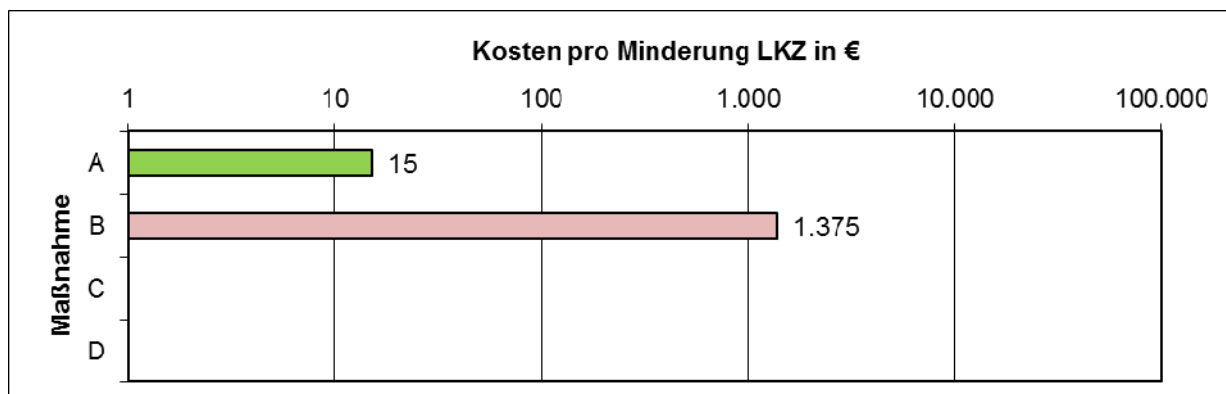 Kosten pro Minderung LKZ in €
1 10 100 1.000 10.000 100.000
Maßnahme
A 15
B 1.375
C
D